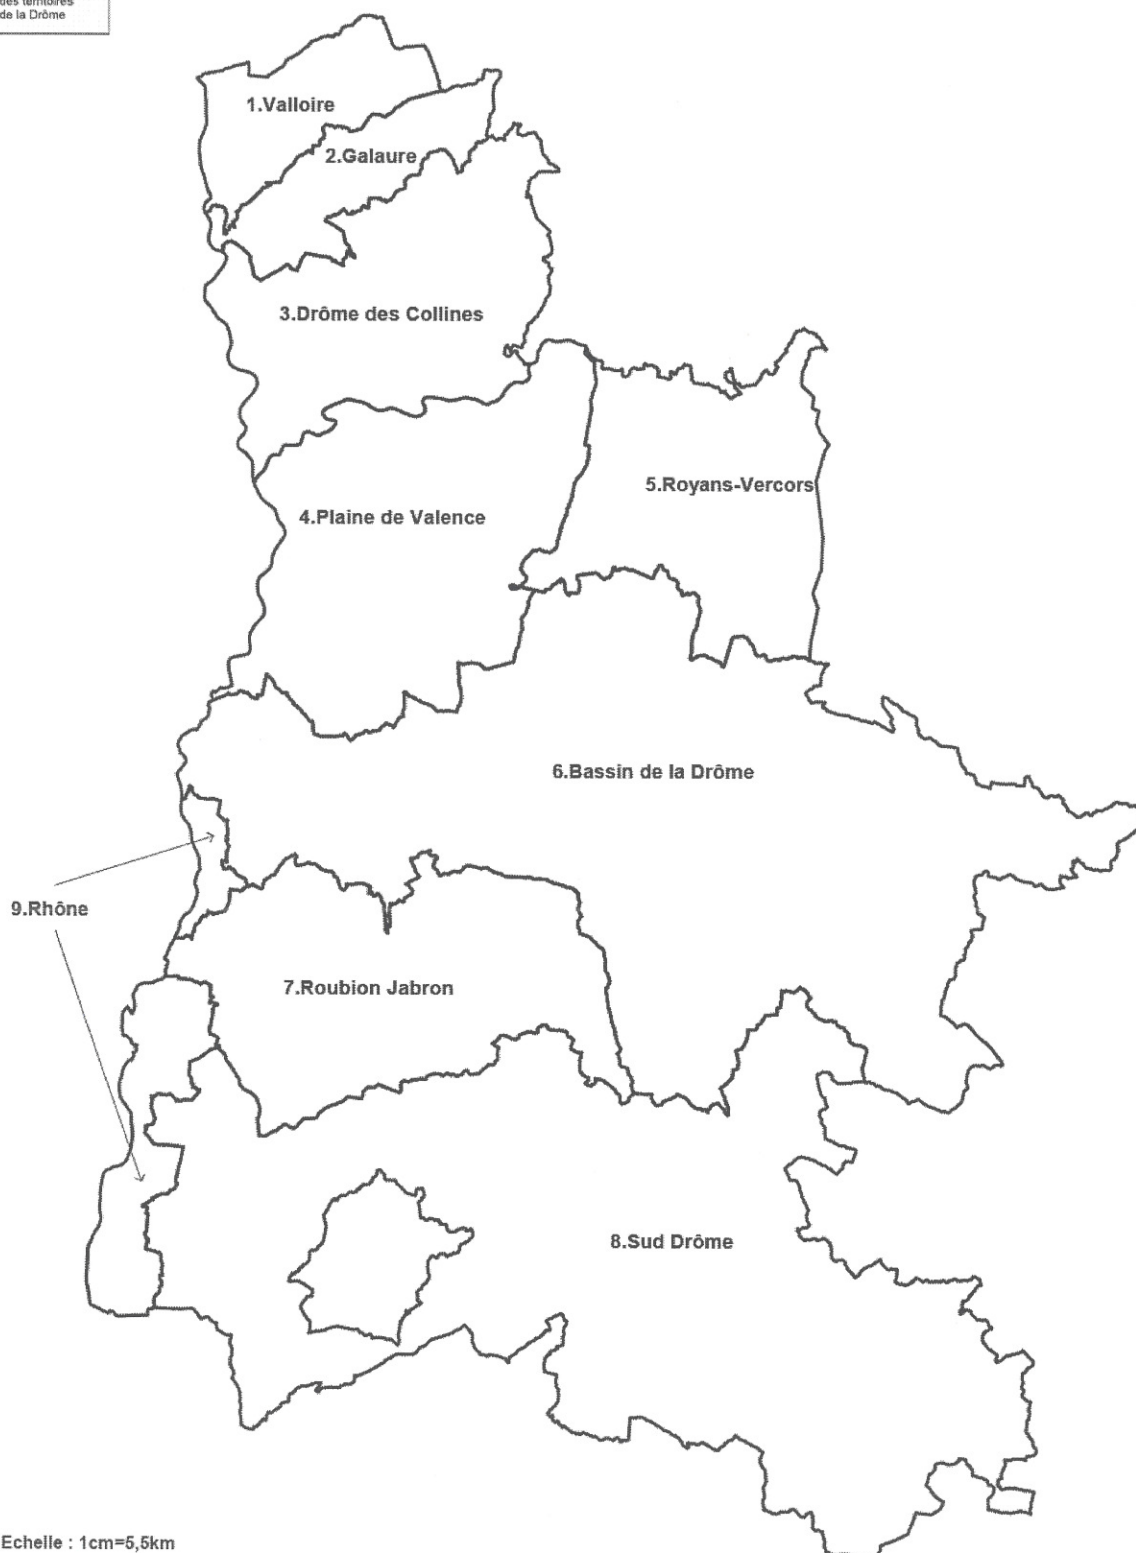 des territoires
de la Drôme
1.Valloire
2.Galaure
3.Drôme des Collines
5.Royans-Vercors
4.Plaine de Valence
6.Bassin de la Drôme
9.Rhône
7.Roubion Jabron
8.Sud Drôme
Echelle : 1cm=5,5km